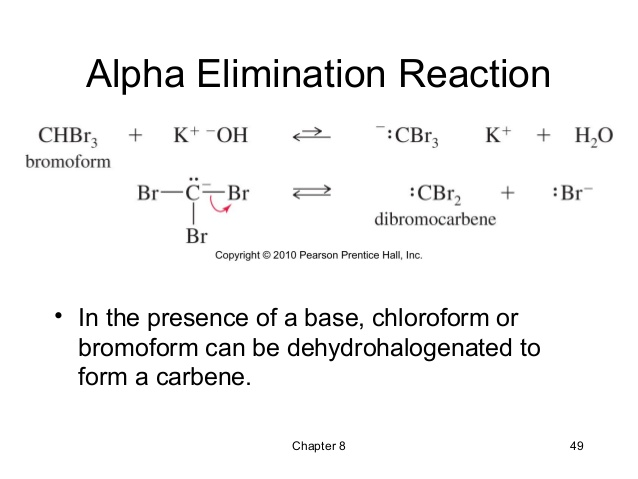 Alpha Elimination Reaction
CHBr₃ + K⁺ ⁻OH ⇌ ⁻:CBr₃ K⁺ + H₂O
bromoform
Br—C̈⁻—Br ⇌ :CBr₂ + :Br⁻
dibromocarbene
Br
Copyright © 2010 Pearson Prentice Hall, Inc.
• In the presence of a base, chloroform or
bromoform can be dehydrohalogenated to
form a carbene.
Chapter 8 49